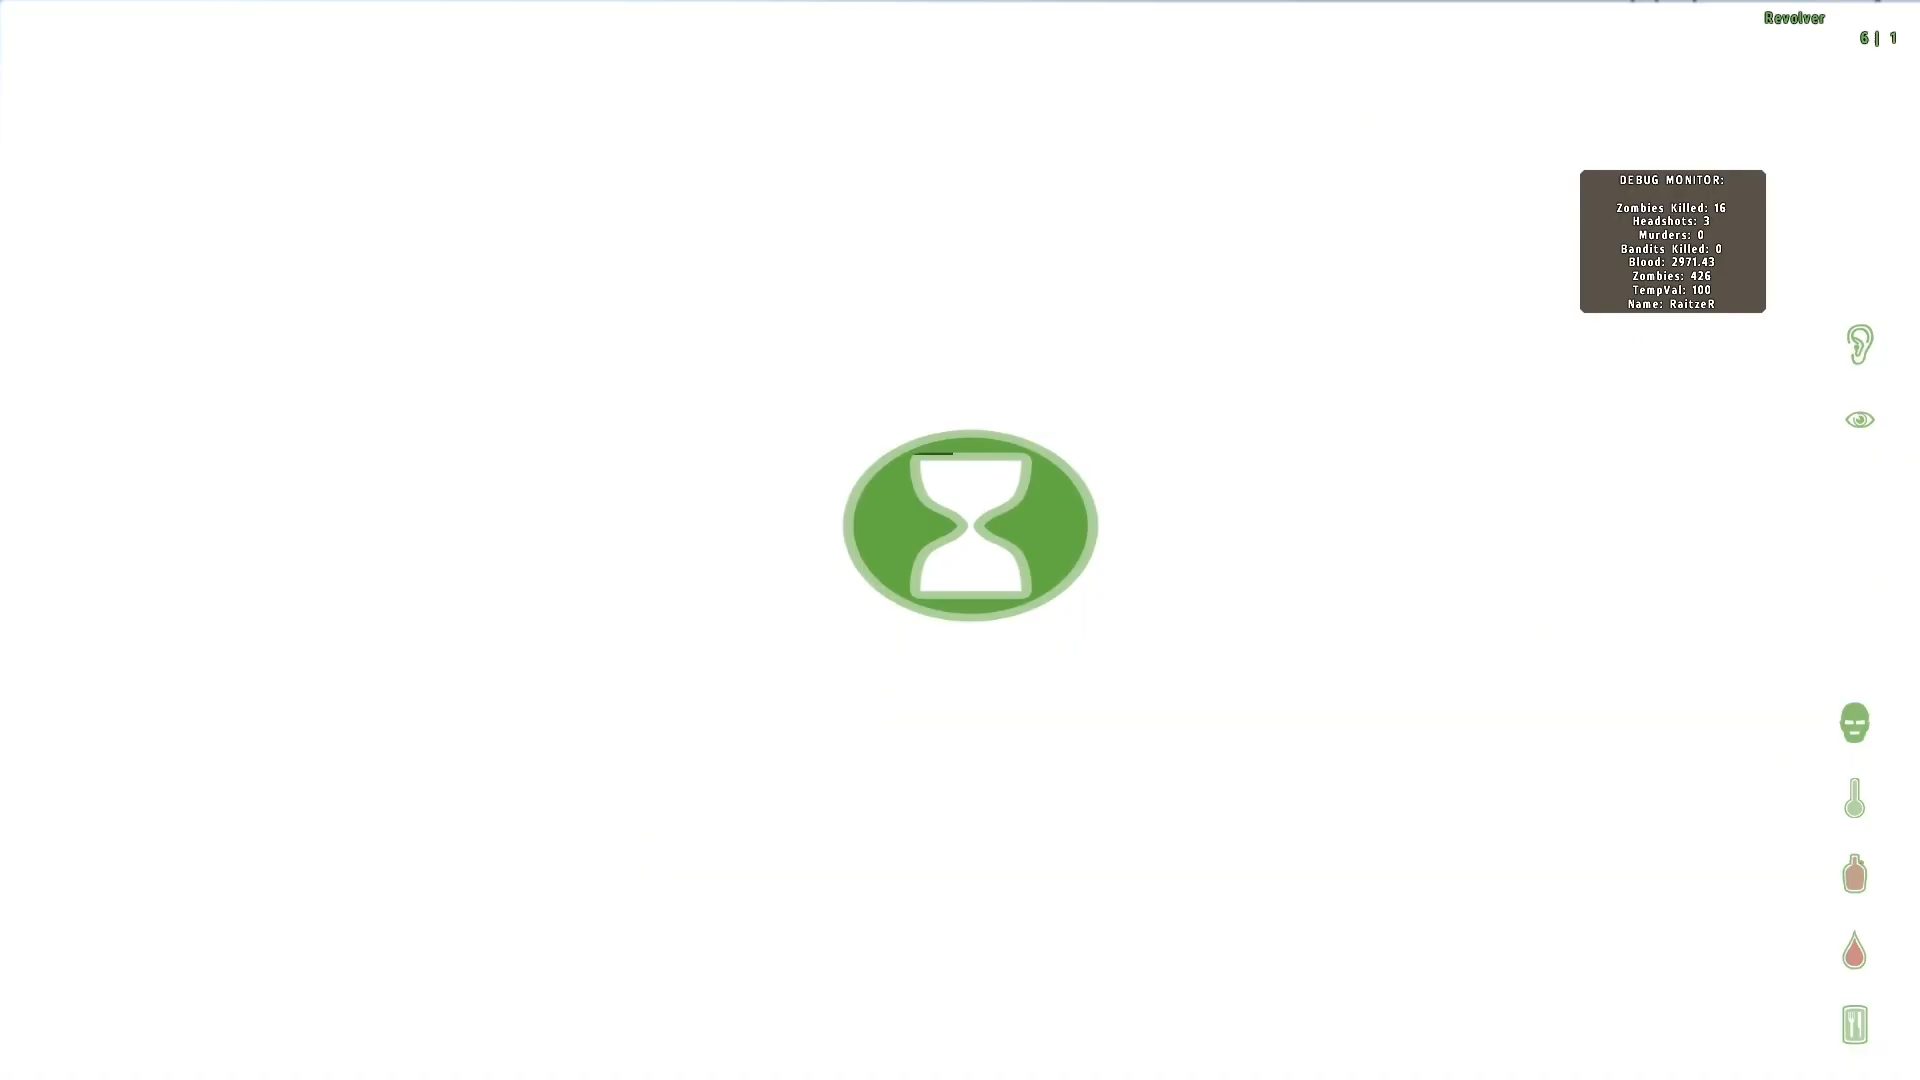 Revolver
6 | 1
DEBUG MONITOR:
Zombies Killed: 16
Headshots: 3
Murders: 0
Bandits Killed: 0
Blood: 2971.43
Zombies: 426
TempVal: 100
Name: RaitzeR